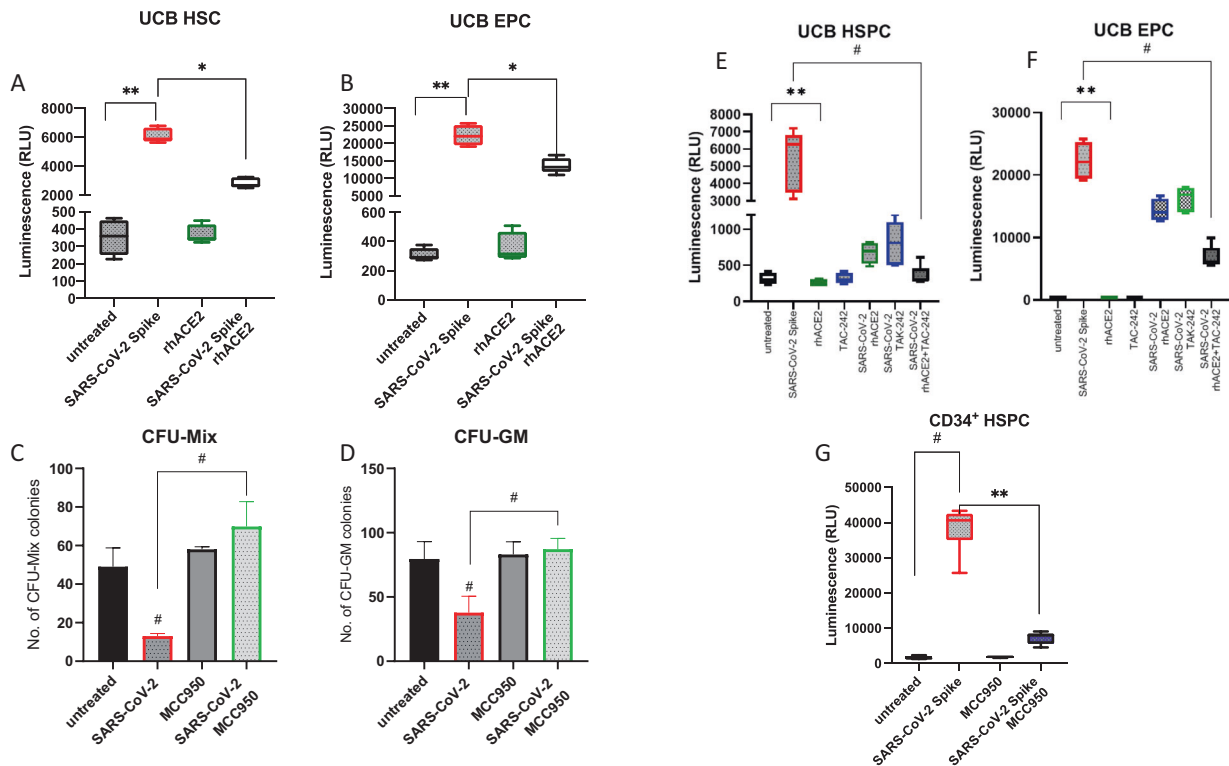 UCB HSC
A
**
*
Luminescence (RLU)
8000
6000
4000
2000
500
400
300
200
100
0
untreated
SARS-CoV-2 Spike
rhACE2
SARS-CoV-2 Spike
rhACE2
UCB EPC
B
**
*
Luminescence (RLU)
30000
25000
20000
15000
10000
600
400
200
0
untreated
SARS-CoV-2 Spike
rhACE2
SARS-CoV-2 Spike
rhACE2
UCB HSPC
E
#
**
Luminescence (RLU)
8000
7000
6000
5000
4000
3000
2000
1000
500
0
untreated
SARS-CoV-2 Spike
rhACE2
TAC-242
SARS-CoV-2
rhACE2
SARS-CoV-2
TAK-242
SARS-CoV-2
rhACE2+TAC-242
UCB EPC
F
#
**
Luminescence (RLU)
30000
20000
10000
0
untreated
SARS-CoV-2 Spike
rhACE2
TAC-242
SARS-CoV-2
rhACE2
SARS-CoV-2
TAK-242
SARS-CoV-2
rhACE2+TAC-242
CFU-Mix
C
#
No. of CFU-Mix colonies
100
80
60
40
20
0
#
untreated
SARS-CoV-2
MCC950
SARS-CoV-2
MCC950
CFU-GM
D
#
No. of CFU-GM colonies
150
100
50
0
#
untreated
SARS-CoV-2
MCC950
SARS-CoV-2
MCC950
CD34⁺ HSPC
G
#
**
Luminescence (RLU)
50000
40000
30000
20000
10000
0
untreated
SARS-CoV-2 Spike
MCC950
SARS-CoV-2 Spike
MCC950